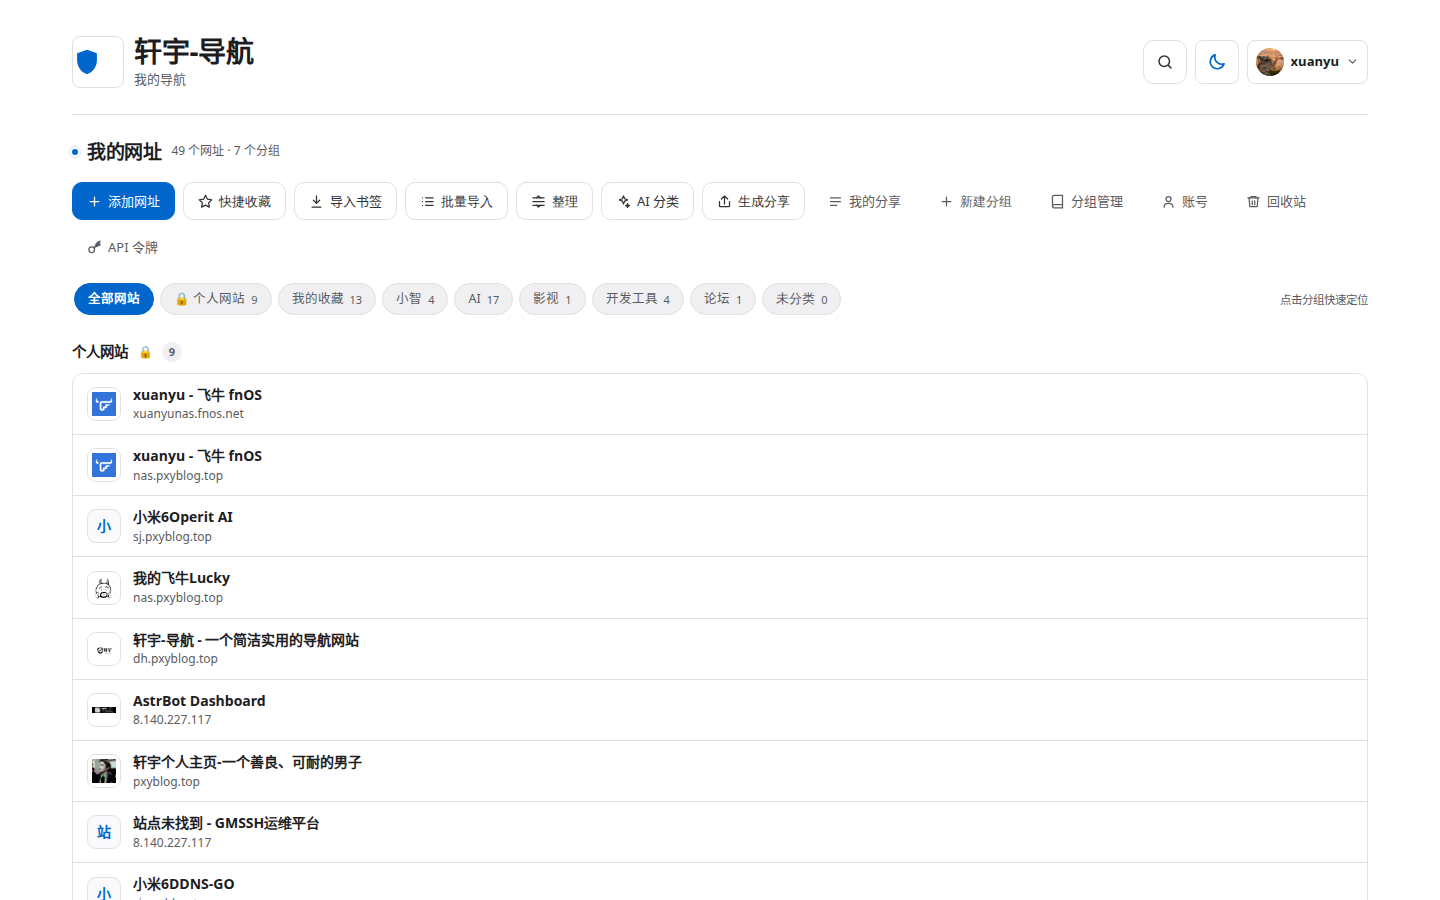 轩宇-导航
我的导航
xuanyu
我的网址 49 个网址 · 7 个分组
添加网址 快捷收藏 导入书签 批量导入 整理 AI 分类 生成分享 我的分享 新建分组 分组管理 账号 回收站
API 令牌
全部网站 🔒 个人网站 9 我的收藏 13 小智 4 AI 17 影视 1 开发工具 4 论坛 1 未分类 0 点击分组快速定位
个人网站 🔒 9
xuanyu - 飞牛 fnOS
xuanyunas.fnos.net
xuanyu - 飞牛 fnOS
nas.pxyblog.top
小 小米6Operit AI
sj.pxyblog.top
我的飞牛Lucky
nas.pxyblog.top
轩宇-导航 - 一个简洁实用的导航网站
dh.pxyblog.top
AstrBot Dashboard
8.140.227.117
轩宇个人主页-一个善良、可耐的男子
pxyblog.top
站 站点未找到 - GMSSH运维平台
8.140.227.117
小 小米6DDNS-GO